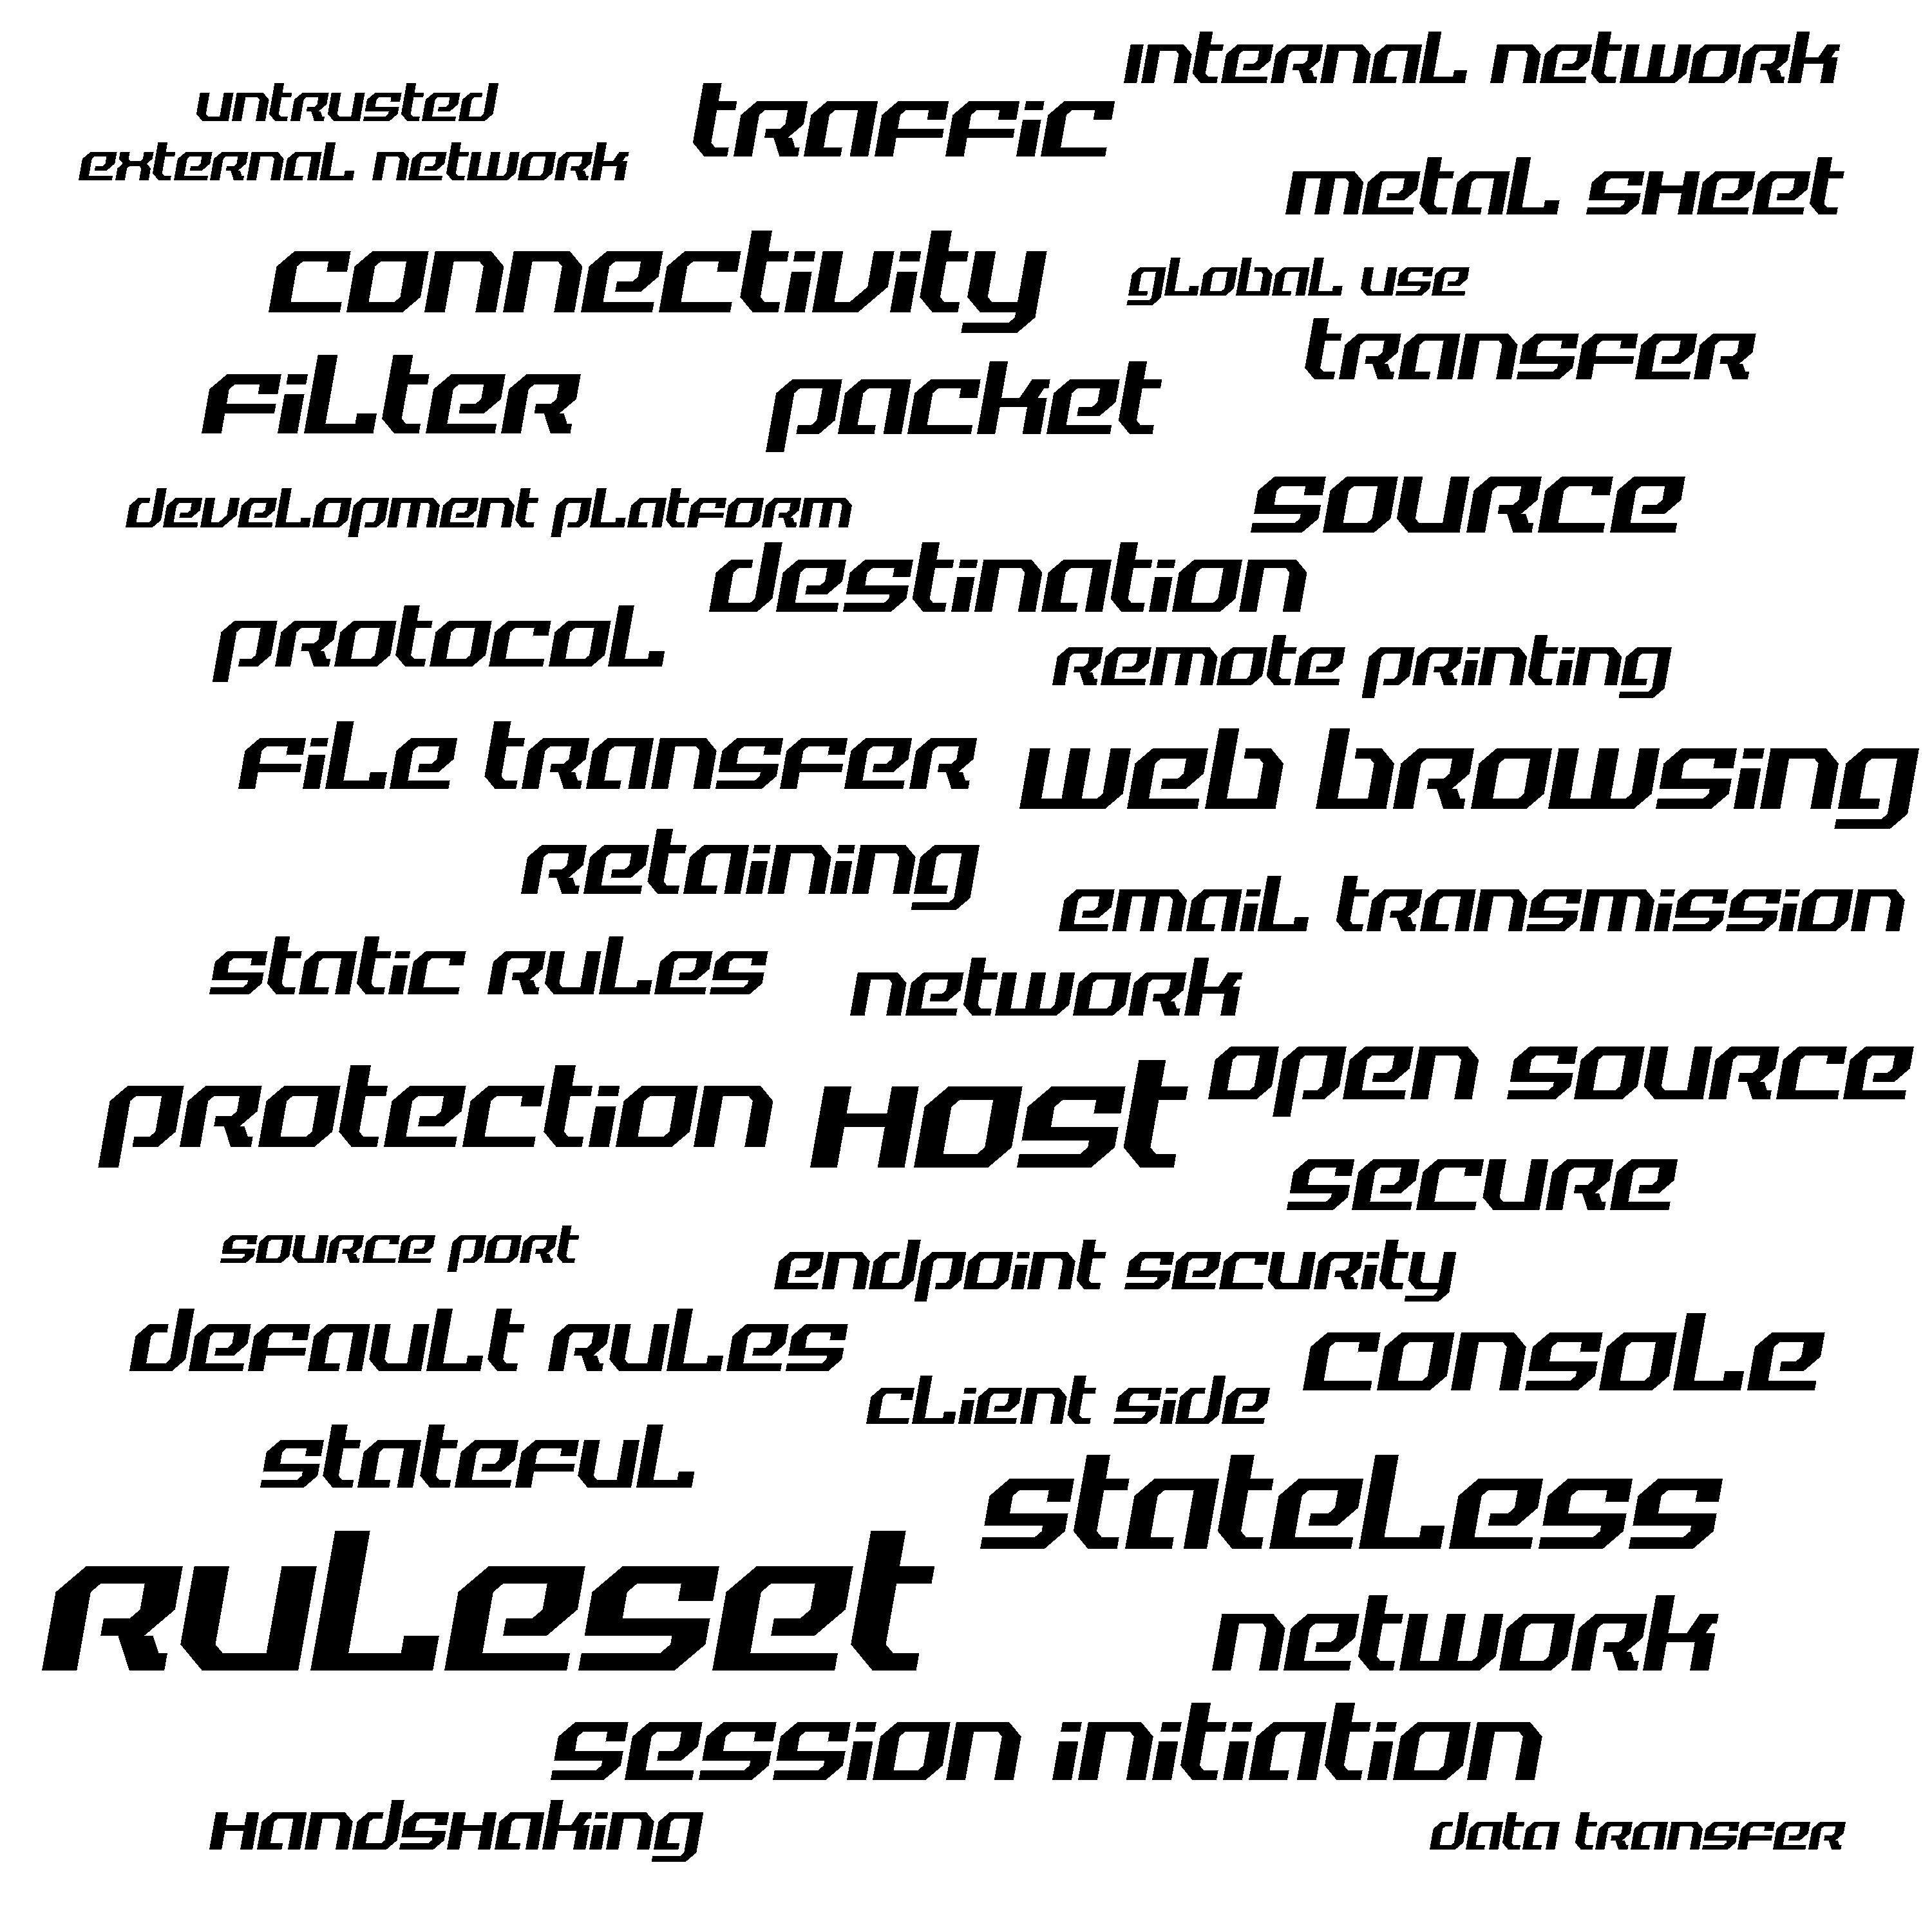 internal network
untrusted
traffic
external network
metal sheet
connectivity
global use
transfer
filter
packet
source
development platform
destination
protocol
remote printing
file transfer
web browsing
retaining
email transmission
static rules
network
open source
protection
host
secure
source port
endpoint security
default rules
console
client side
stateful
stateless
ruleset
network
session initiation
handshaking
data transfer